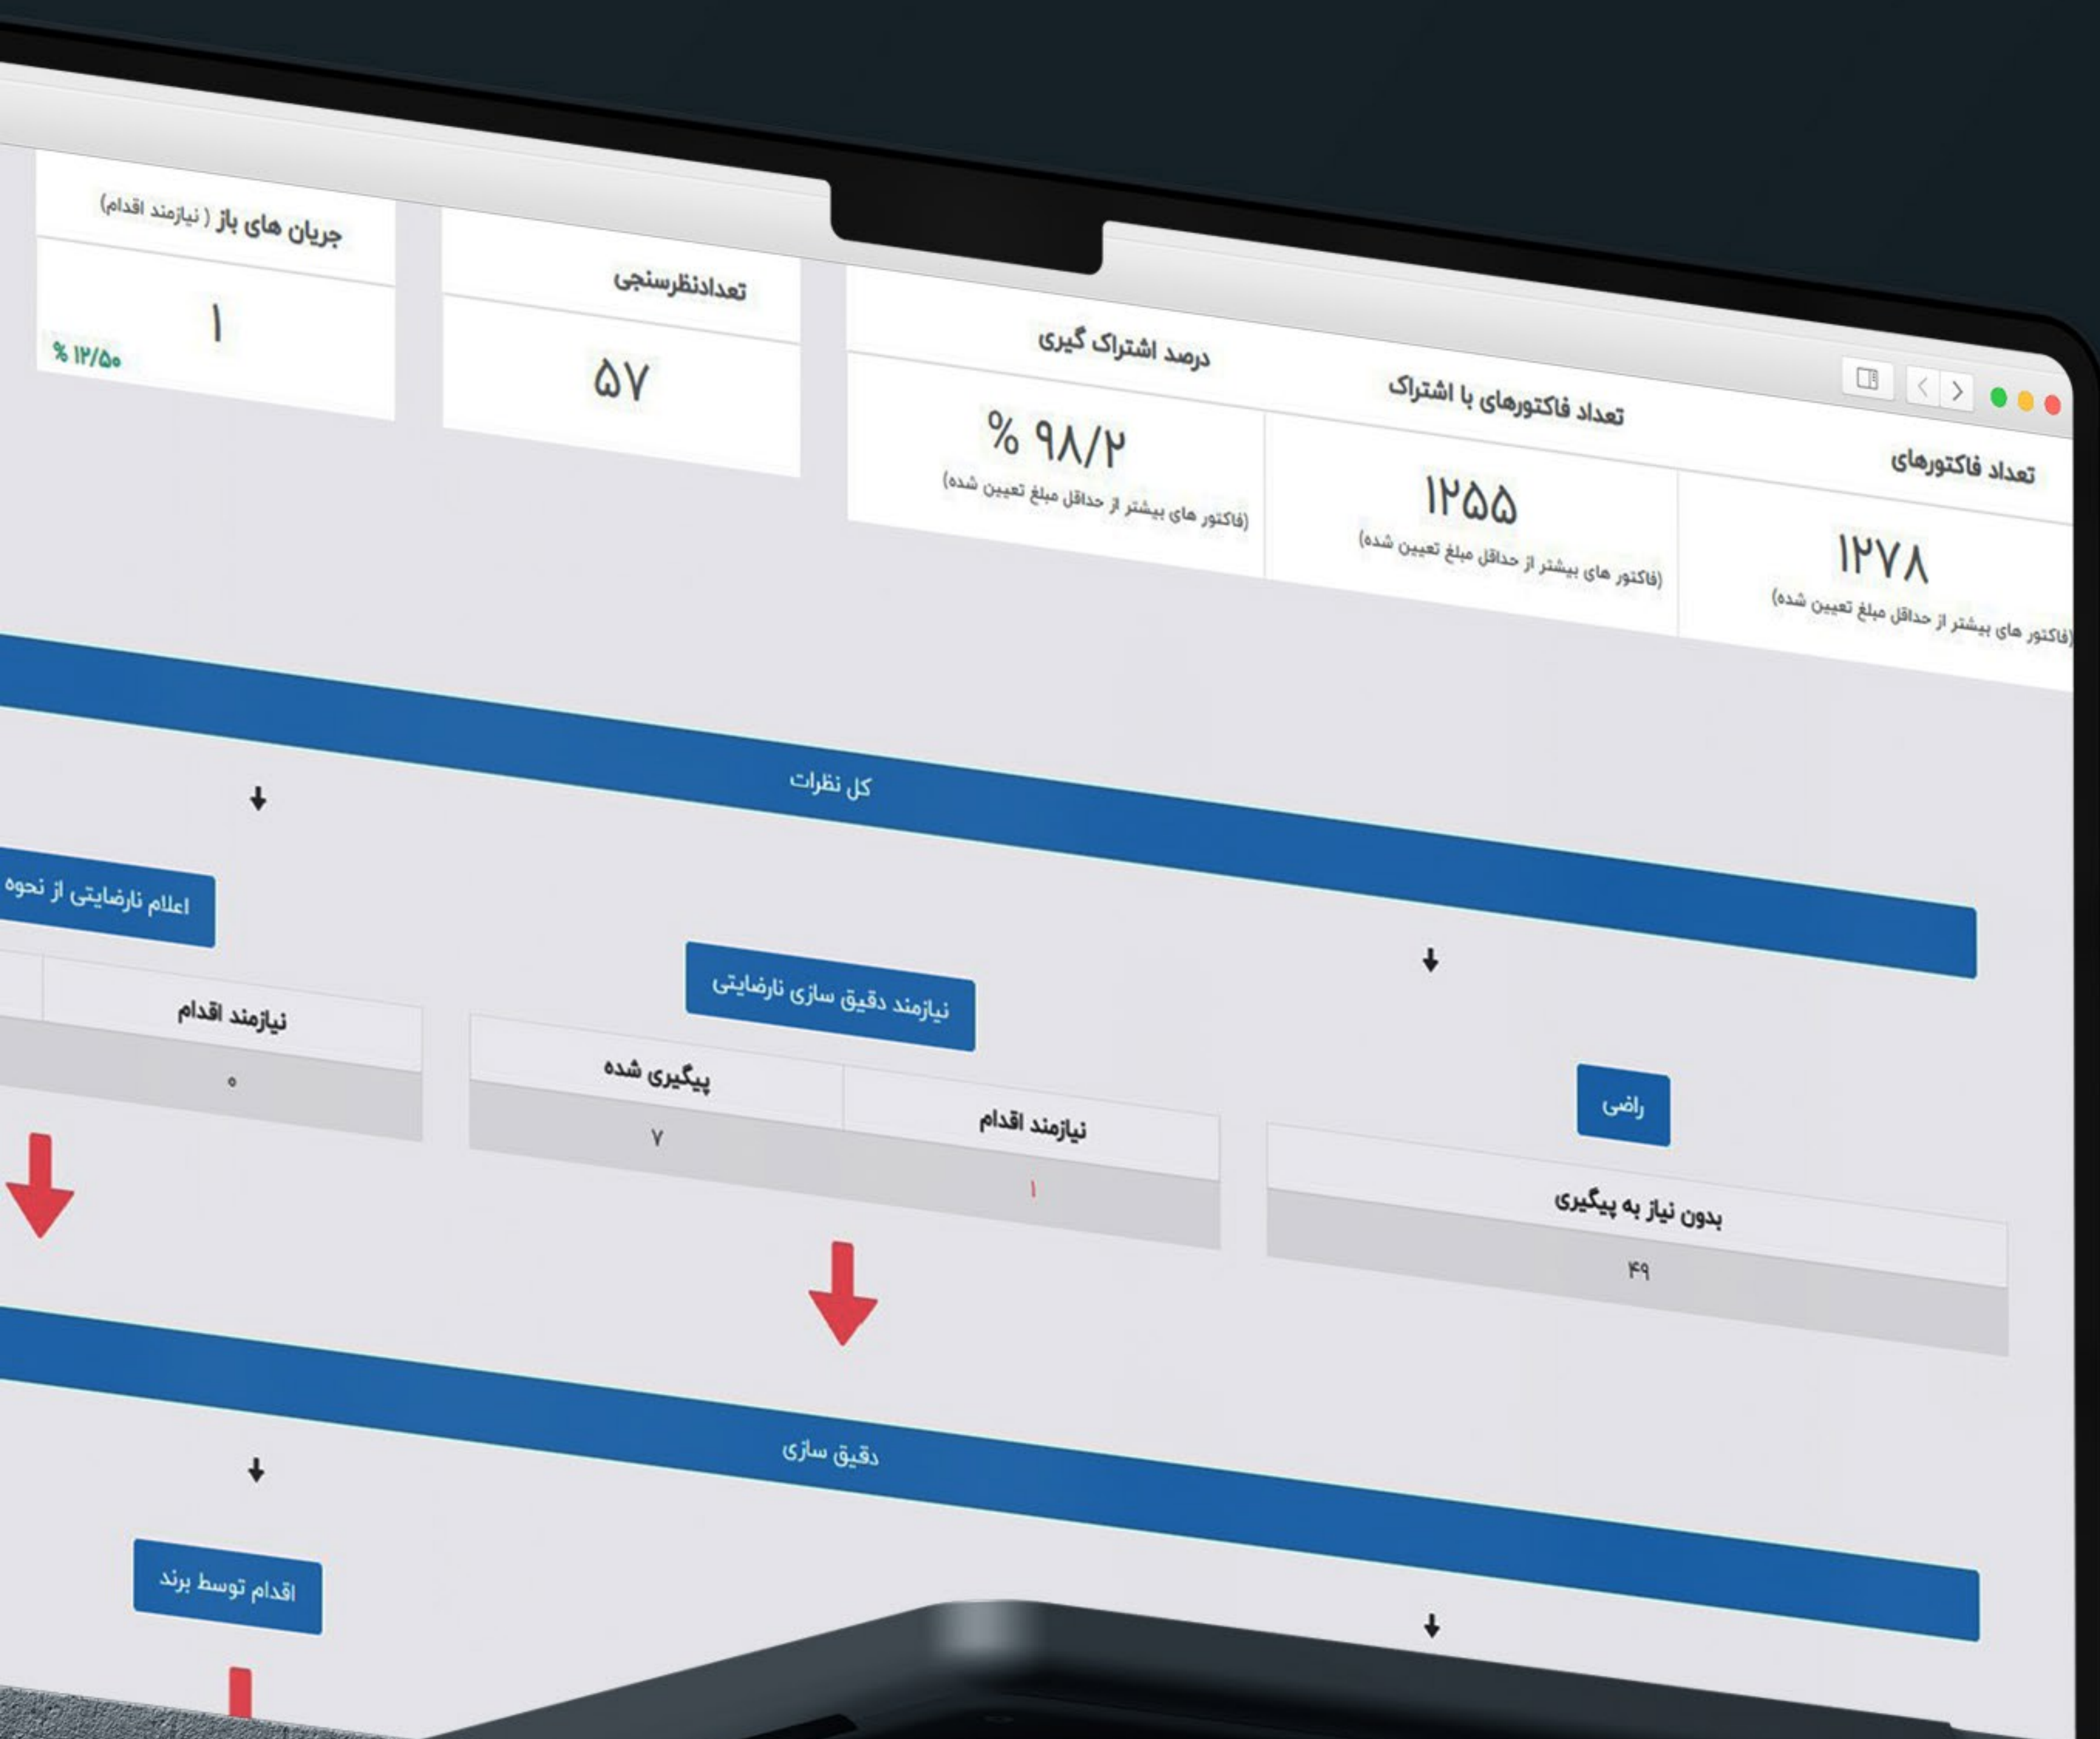 تعداد فاکتورهای
۱۲۷۸
(فاکتور های بیشتر از حداقل مبلغ تعیین شده)
تعداد فاکتورهای با اشتراک
۱۲۵۵
(فاکتور های بیشتر از حداقل مبلغ تعیین شده)
درصد اشتراک گیری
% ۹۸/۲
(فاکتور های بیشتر از حداقل مبلغ تعیین شده)
تعدادنظرسنجی
۵۷
جریان های باز ( نیازمند اقدام)
۱
% ۱۲/۵۰
کل نظرات
راضی
بدون نیاز به پیگیری
۴۹
نیازمند دقیق سازی نارضایتی
نیازمند اقدام
پیگیری شده
۱
۷
اعلام نارضایتی از نحوه
نیازمند اقدام
۰
دقیق سازی
اقدام توسط برند